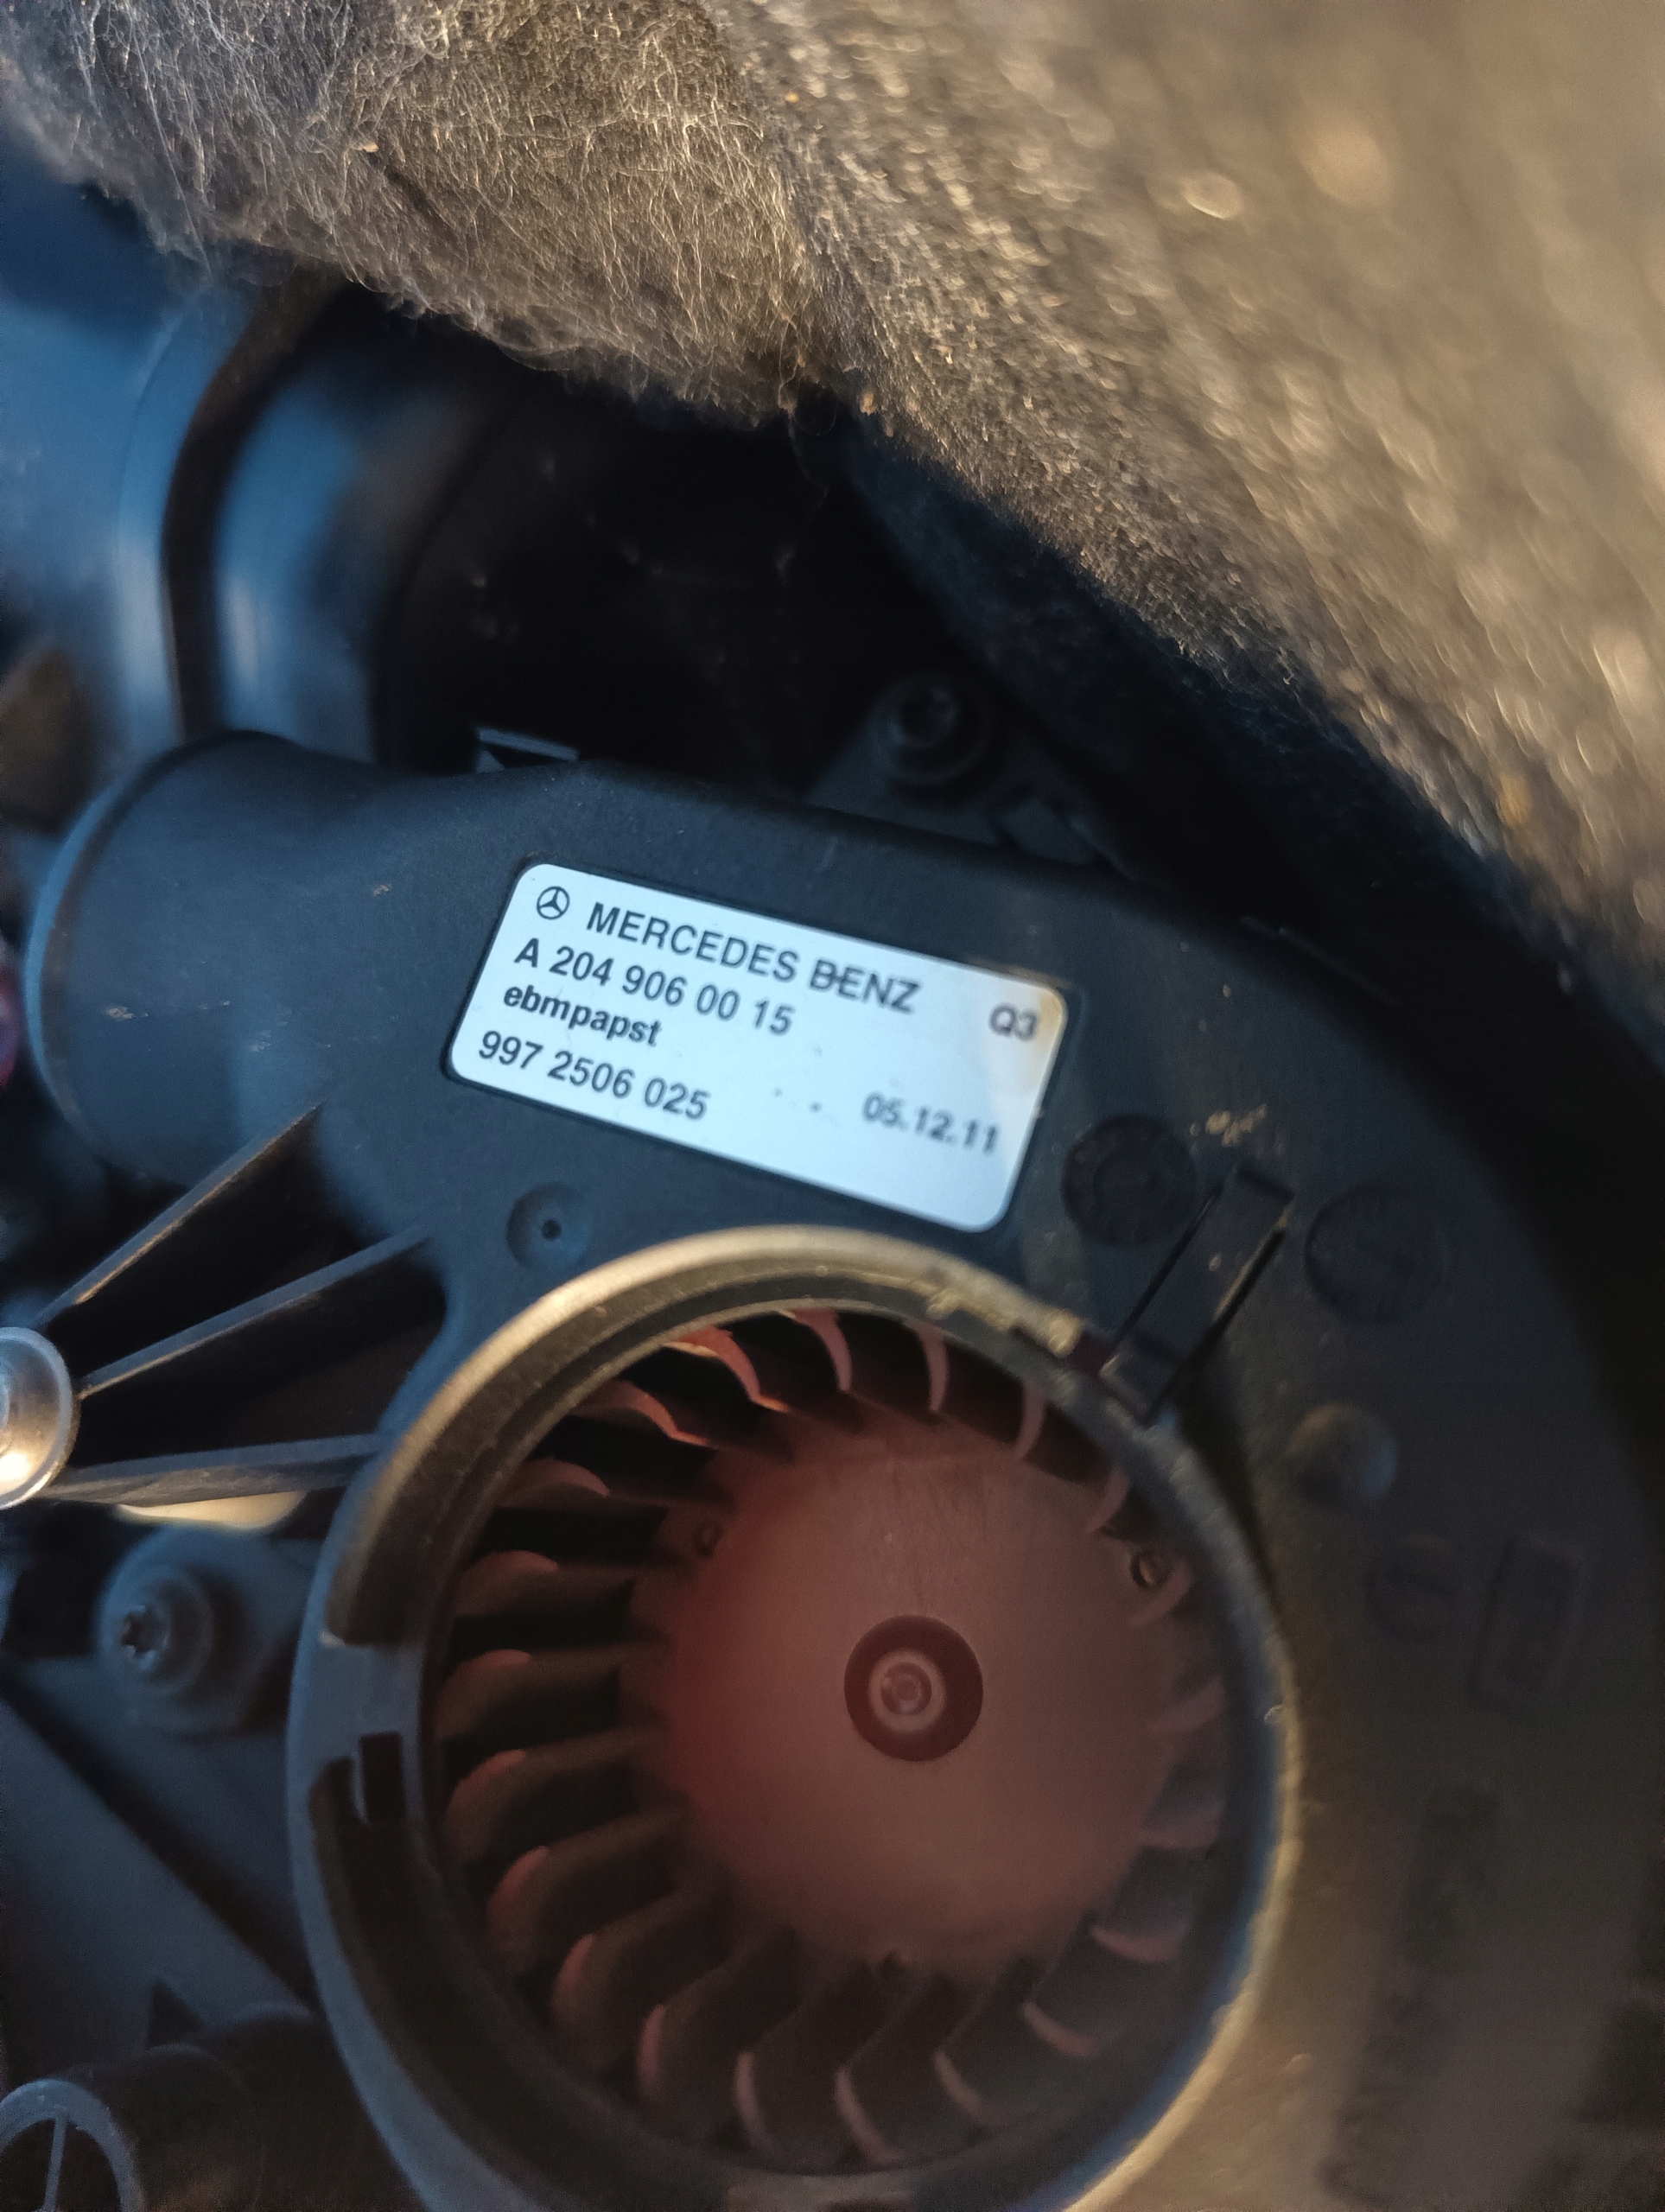 MERCEDES BENZ
A 204 906 00 15 Q3
ebmpapst
997 2506 025 05.12.11